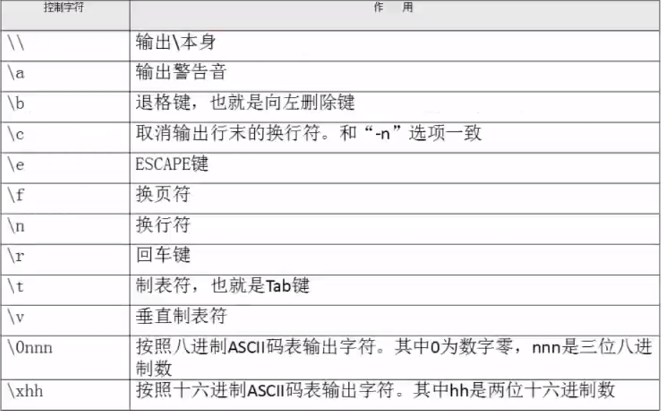 控制字符 作 用
\\ 输出\本身
\a 输出警告音
\b 退格键，也就是向左删除键
\c 取消输出行末的换行符。和“-n”选项一致
\e ESCAPE键
\f 换页符
\n 换行符
\r 回车键
\t 制表符，也就是Tab键
\v 垂直制表符
\0nnn 按照八进制ASCII码表输出字符。其中0为数字零，nnn是三位八进
制数
\xhh 按照十六进制ASCII码表输出字符。其中hh是两位十六进制数